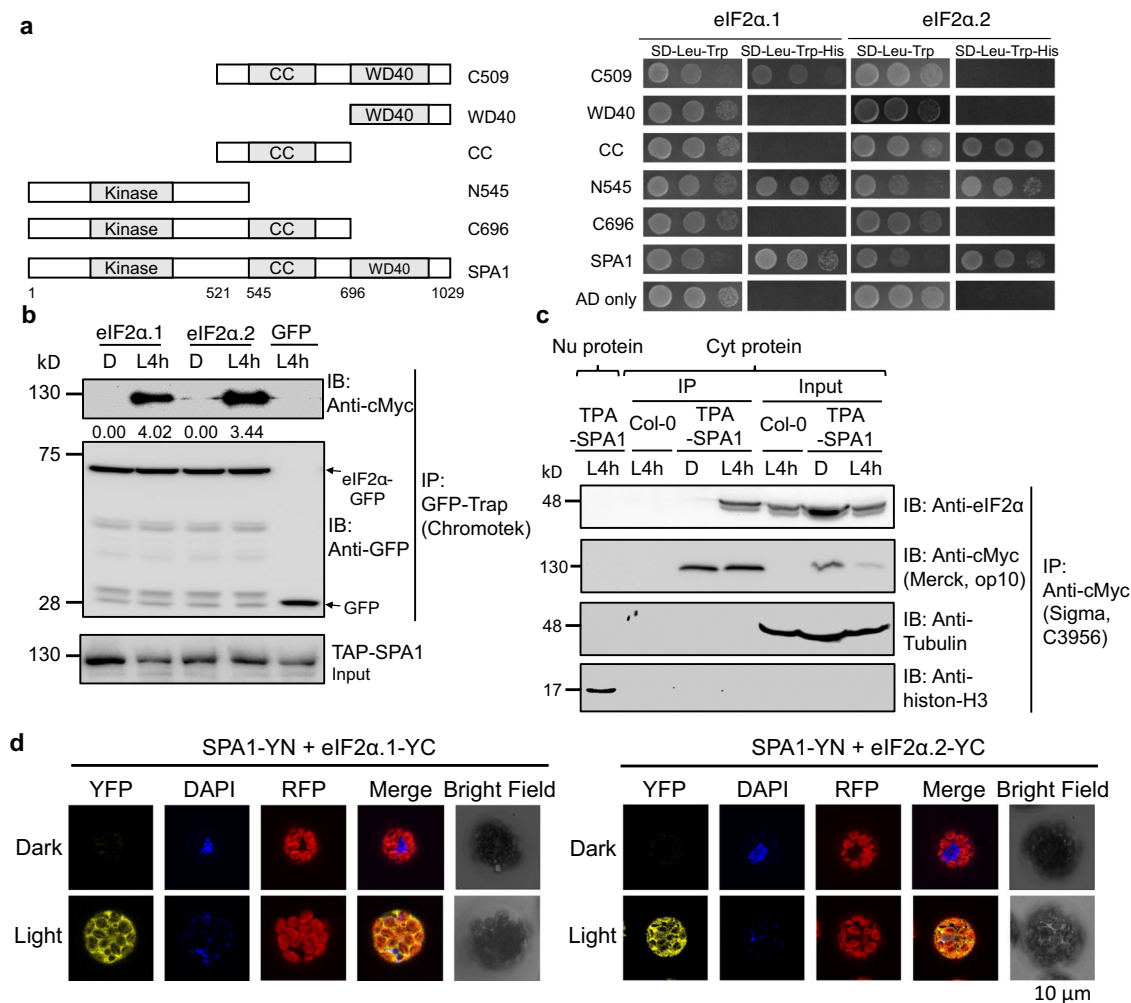 a
CC WD40 C509
WD40 WD40
CC CC
Kinase N545
Kinase CC C696
Kinase CC WD40 SPA1
1 521 545 696 1029
eIF2α.1 eIF2α.2
SD-Leu-Trp SD-Leu-Trp-His SD-Leu-Trp SD-Leu-Trp-His
C509
WD40
CC
N545
C696
SPA1
AD only
b
eIF2α.1 eIF2α.2 GFP
kD D L4h D L4h L4h
130
IB:
Anti-cMyc
0.00 4.02 0.00 3.44
75
eIF2α-
GFP
IB:
Anti-GFP
28
GFP
IP:
GFP-Trap
(Chromotek)
130
TAP-SPA1
Input
c
Nu protein Cyt protein
IP Input
TPA
-SPA1
Col-0
TPA
-SPA1
Col-0
TPA
-SPA1
kD L4h L4h D L4h L4h D L4h
48 IB: Anti-eIF2α
130 IB: Anti-cMyc
(Merck, op10)
48 IB: Anti-
Tubulin
17 IB: Anti-
histon-H3
IP:
Anti-cMyc
(Sigma,
C3956)
d
SPA1-YN + eIF2α.1-YC SPA1-YN + eIF2α.2-YC
YFP DAPI RFP Merge Bright Field YFP DAPI RFP Merge Bright Field
Dark Dark
Light Light
10 μm